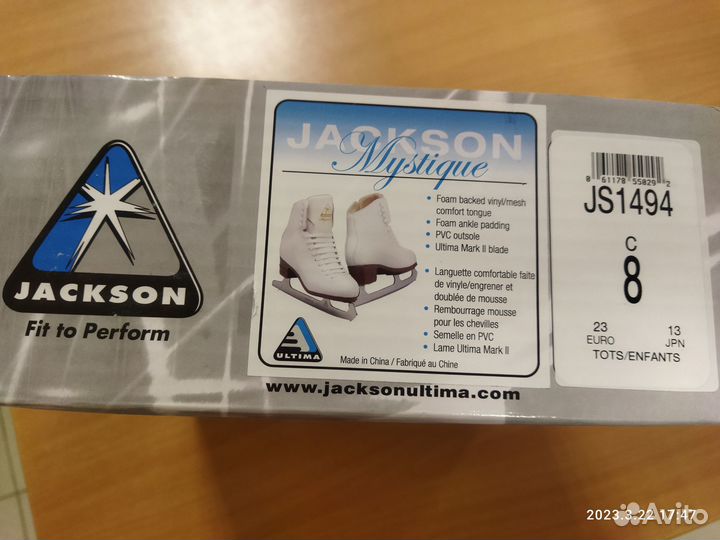 JACKSON
Fit to Perform
JACKSON
Mystique
• Foam backed vinyl/mesh
comfort tongue
• Foam ankle padding
• PVC outsole
• Ultima Mark II blade
• Languette comfortable faite
de vinyle/engrener et
doublée de mousse
• Rembourrage mousse
pour les chevilles
• Semelle en PVC
• Lame Ultima Mark II
ULTIMA
Made in China / Fabriqué au Chine
www.jacksonultima.com
0 61178 55029 2
JS1494
C
8
23 13
EURO JPN
TOTS/ENFANTS
2023.3.22 17:47
Avito